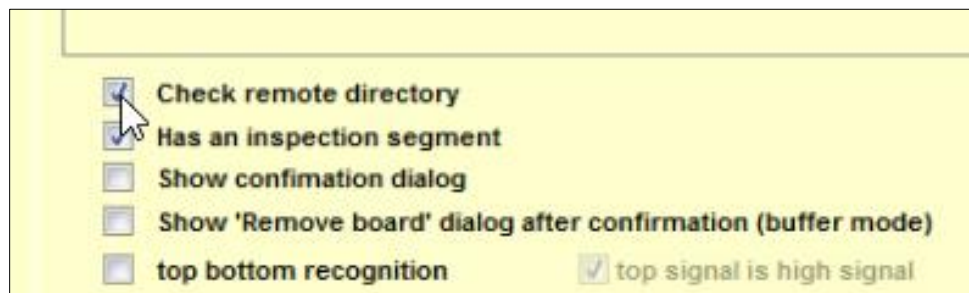 Check remote directory
Has an inspection segment
Show confimation dialog
Show 'Remove board' dialog after confirmation (buffer mode)
top bottom recognition top signal is high signal